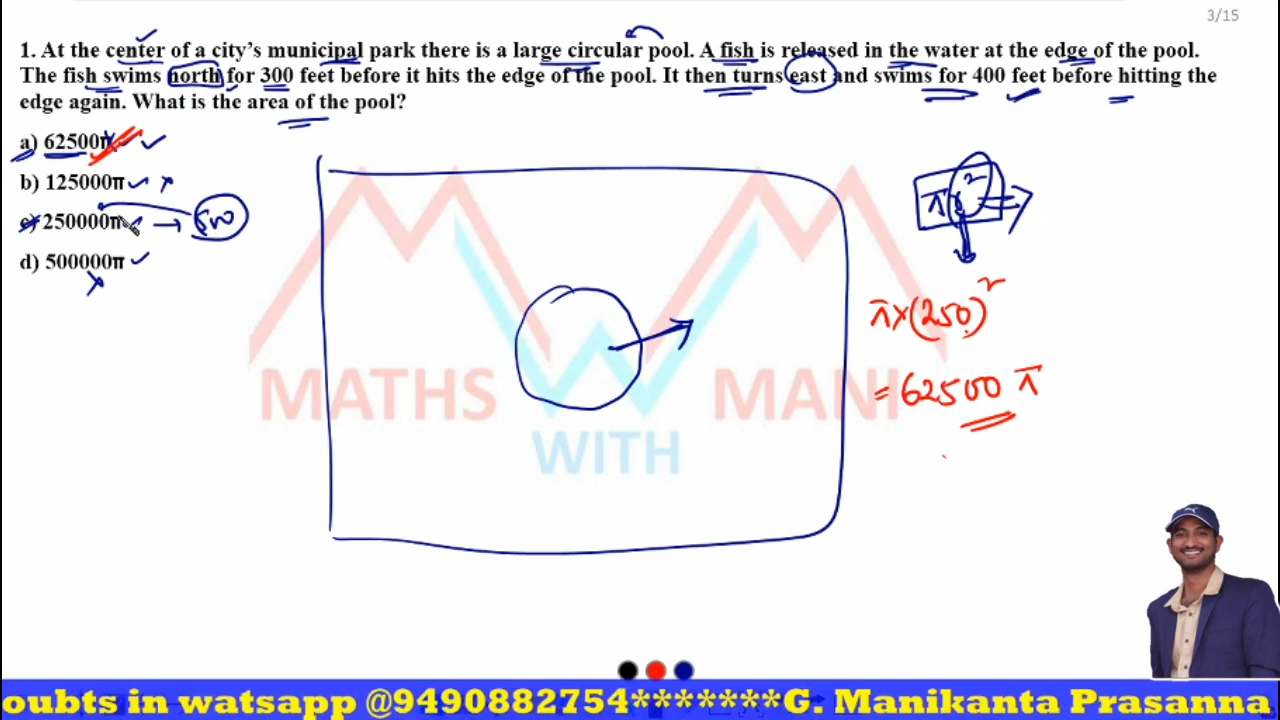 3/15
1. At the center of a city's municipal park there is a large circular pool. A fish is released in the water at the edge of the pool.
The fish swims north for 300 feet before it hits the edge of the pool. It then turns east and swims for 400 feet before hitting the
edge again. What is the area of the pool?
a) 62500π
b) 125000π
c) 250000π → 500
d) 500000π
π r²
π×(250)²
= 62500 π
MATHS WITH MANI
oubts in watsapp @9490882754*******G. Manikanta Prasanna